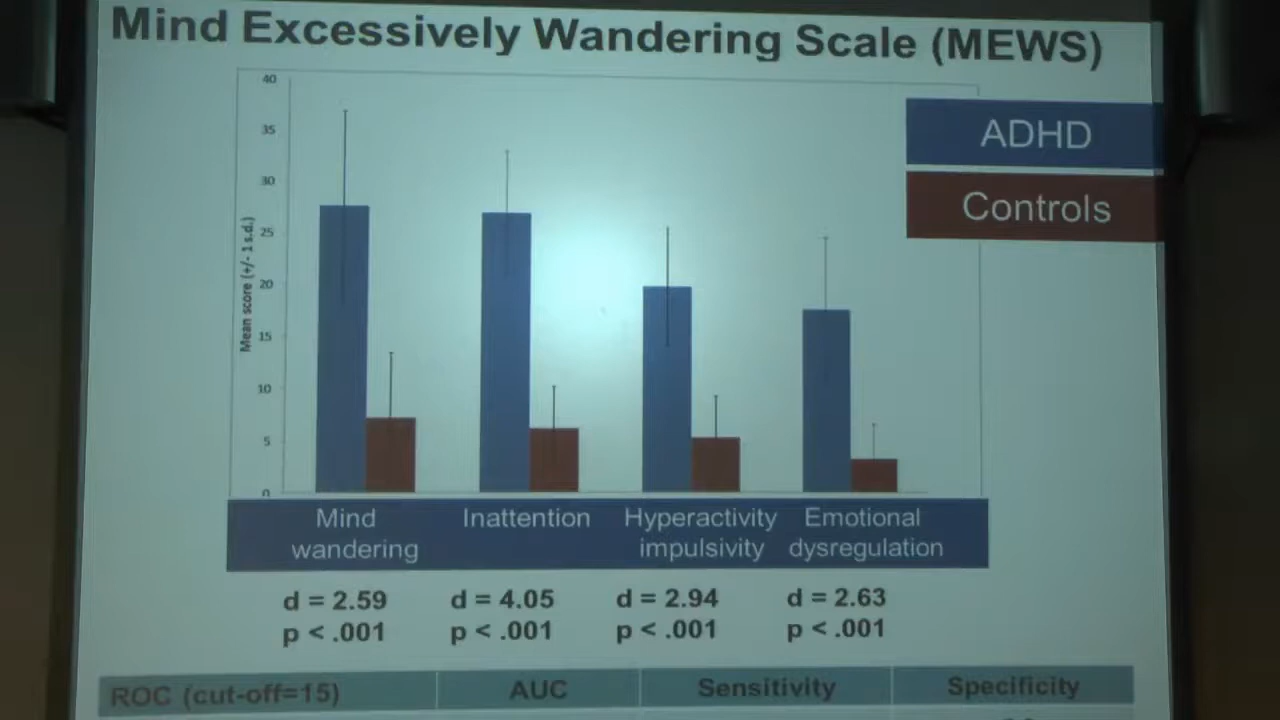 Mind Excessively Wandering Scale (MEWS)
40
35
30
25
20
15
10
5
0
Mean score (+/- 1 s.d.)
ADHD
Controls
Mind wandering
Inattention
Hyperactivity impulsivity
Emotional dysregulation
d = 2.59
p < .001
d = 4.05
p < .001
d = 2.94
p < .001
d = 2.63
p < .001
ROC (cut-off=15)
AUC
Sensitivity
Specificity